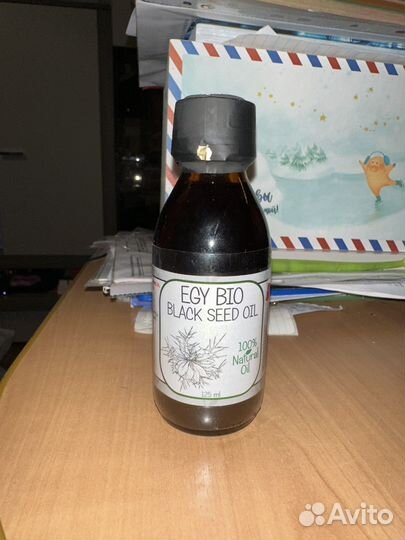 EGY BIO
BLACK SEED OIL
100%
Natural
Oil
125 ml
Avito